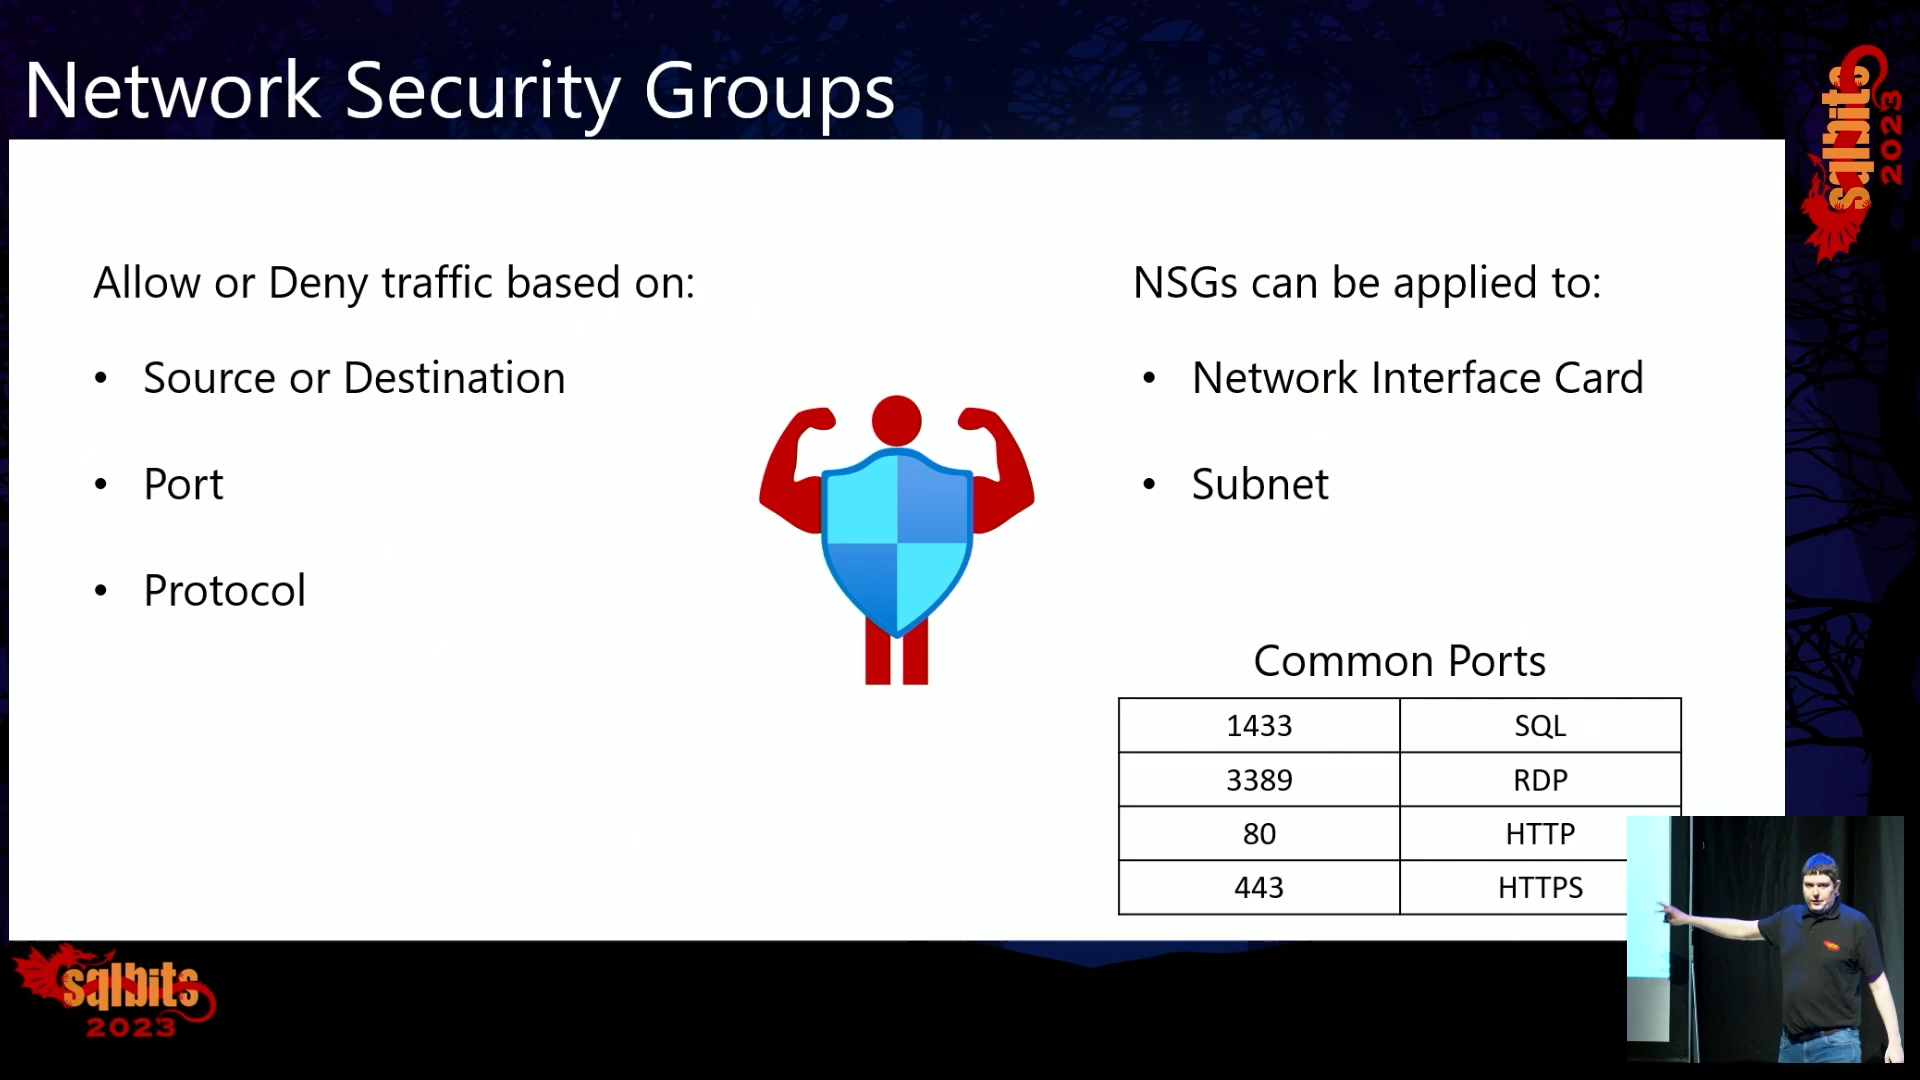 Network Security Groups
Allow or Deny traffic based on:
• Source or Destination
• Port
• Protocol
NSGs can be applied to:
• Network Interface Card
• Subnet
Common Ports
1433 SQL
3389 RDP
80 HTTP
443 HTTPS
sqlbits
2023
sqlbits
2023